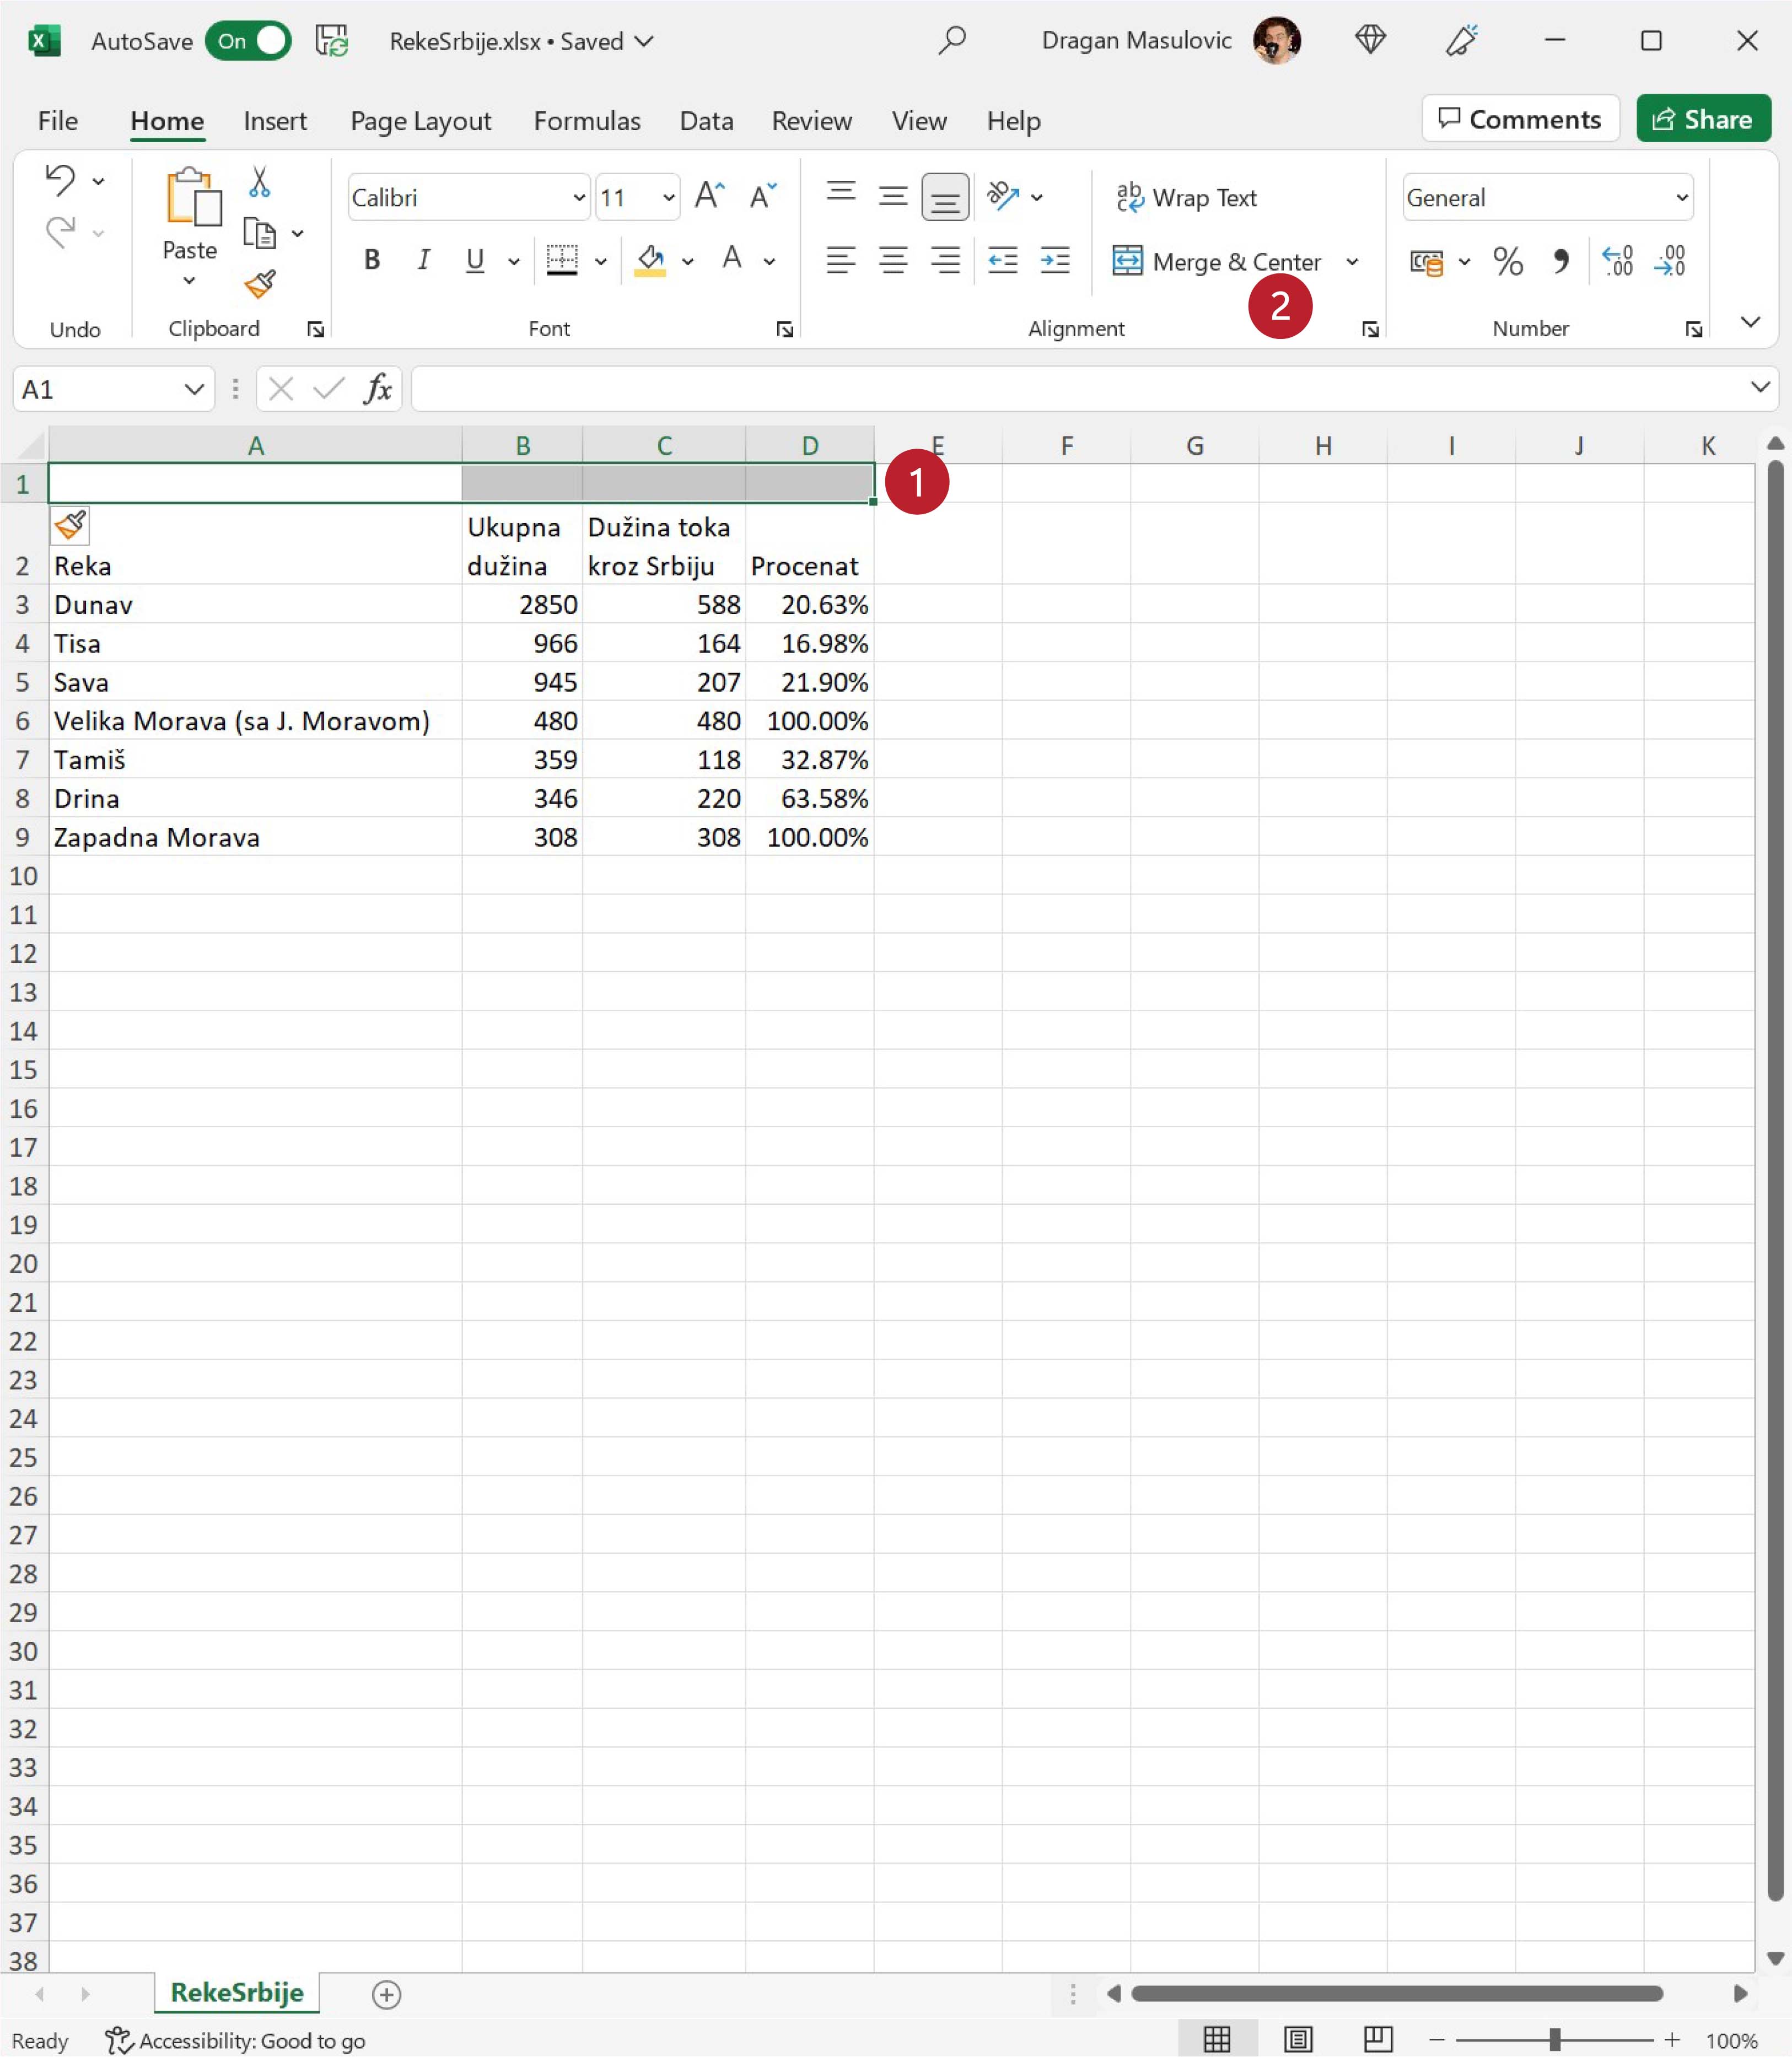 AutoSave On RekeSrbije.xlsx • Saved Dragan Masulovic
File Home Insert Page Layout Formulas Data Review View Help Comments Share
Calibri 11 Wrap Text General
Paste B I U A Merge & Center % .00 .00
Undo Clipboard Font Alignment 2 Number
A1 fx
A B C D E F G H I J K
1 1
Ukupna Dužina toka
2 Reka dužina kroz Srbiju Procenat
3 Dunav 2850 588 20.63%
4 Tisa 966 164 16.98%
5 Sava 945 207 21.90%
6 Velika Morava (sa J. Moravom) 480 480 100.00%
7 Tamiš 359 118 32.87%
8 Drina 346 220 63.58%
9 Zapadna Morava 308 308 100.00%
10
11
12
13
14
15
16
17
18
19
20
21
22
23
24
25
26
27
28
29
30
31
32
33
34
35
36
37
38
RekeSrbije
Ready Accessibility: Good to go 100%